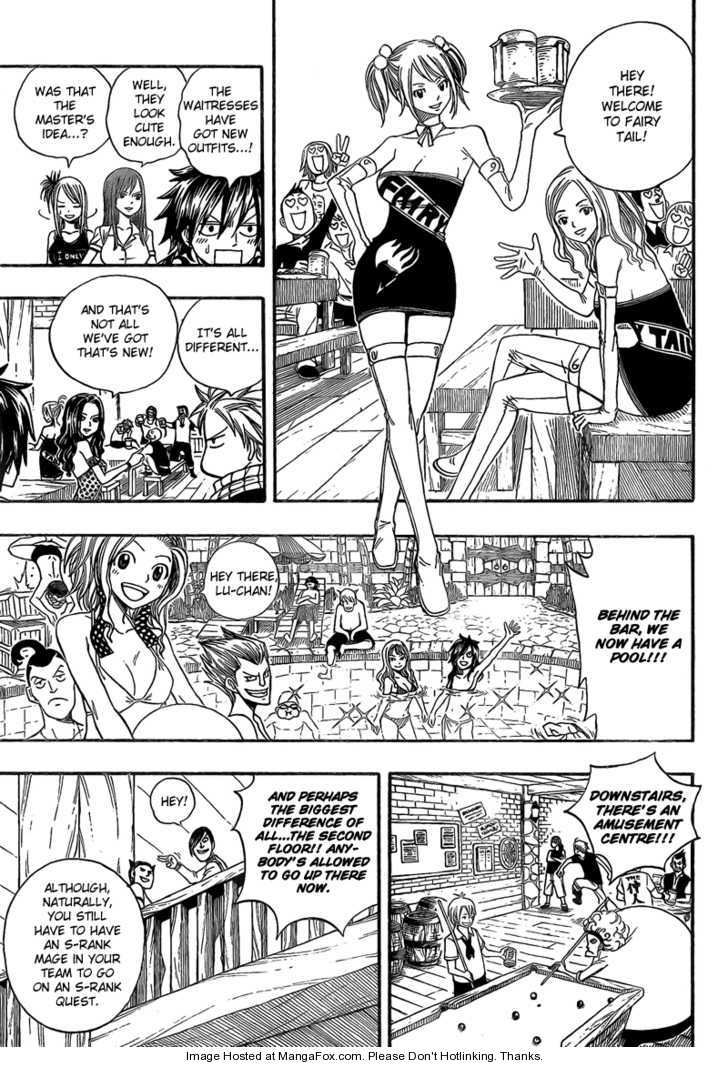 HEY
THERE!
WELCOME
TO FAIRY
TAIL!
FAIRY
Y TAIL
THE
WAITRESSES
HAVE
GOT NEW
OUTFITS...!
WELL,
THEY
LOOK
CUTE
ENOUGH.
WAS THAT
THE
MASTER'S
IDEA...?
I ONLY
IT'S ALL
DIFFERENT...
AND THAT'S
NOT ALL
WE'VE GOT
THAT'S NEW!
BEHIND THE
BAR, WE
NOW HAVE A
POOL!!!
HEY THERE,
LU-CHAN!
DOWNSTAIRS,
THERE'S AN
AMUSEMENT
CENTRE!!!
AND PERHAPS
THE BIGGEST
DIFFERENCE OF
ALL...THE SECOND
FLOOR!! ANY-
BODY'S ALLOWED
TO GO UP THERE
NOW.
HEY!
ALTHOUGH,
NATURALLY,
YOU STILL
HAVE TO HAVE
AN S-RANK
MAGE IN YOUR
TEAM TO GO
ON AN S-RANK
QUEST.
Image Hosted at MangaFox.com. Please Don't Hotlinking. Thanks.